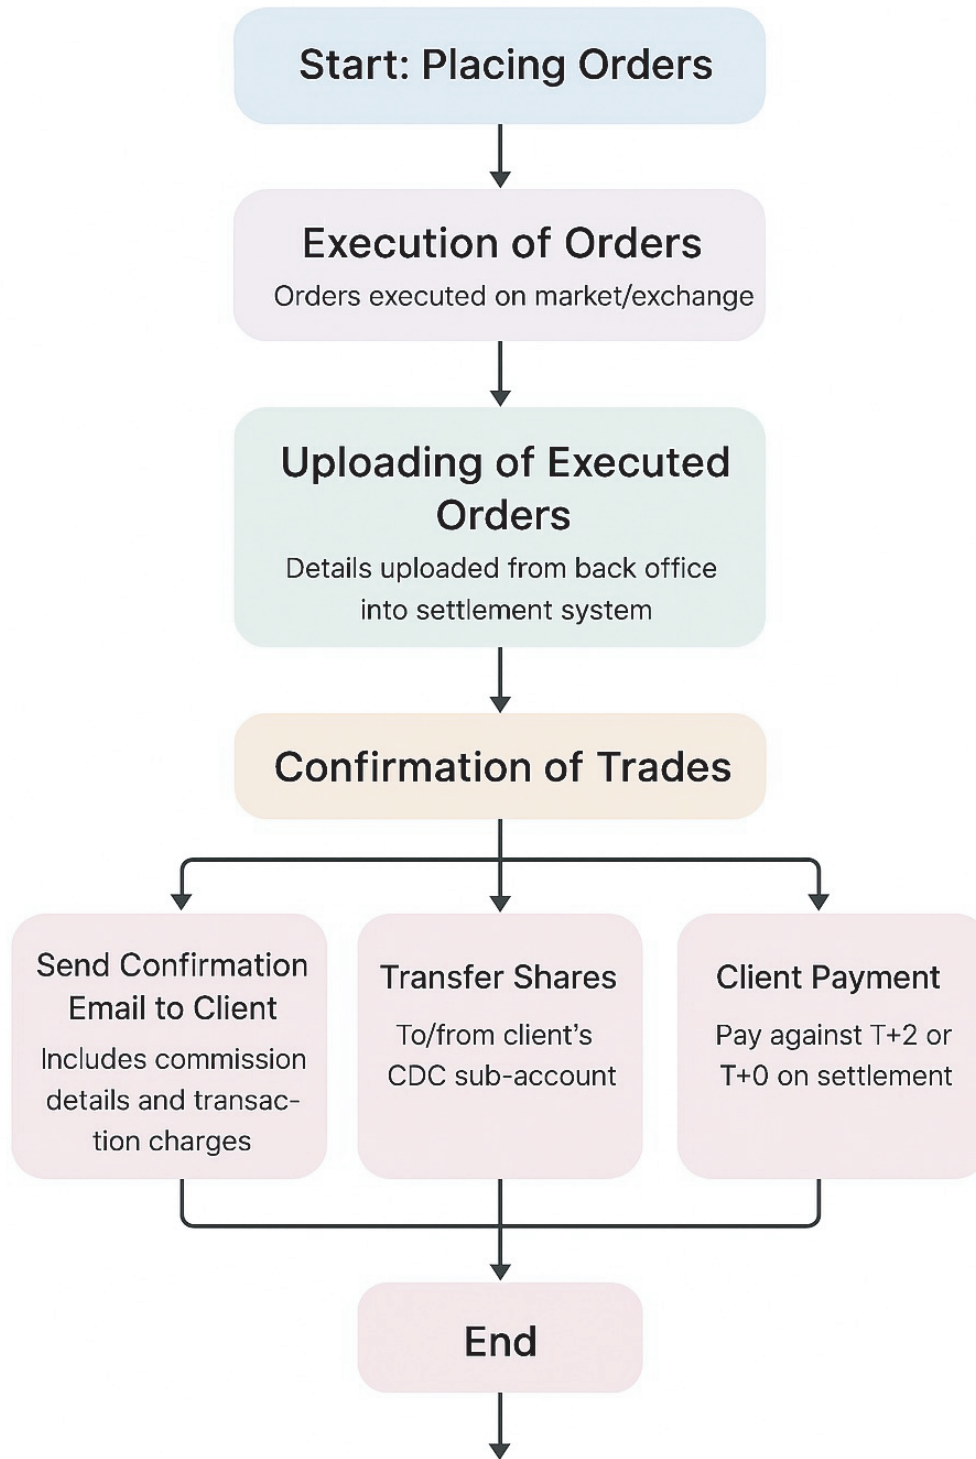 Start: Placing Orders
Execution of Orders
Orders executed on market/exchange
Uploading of Executed
Orders
Details uploaded from back office
into settlement system
Confirmation of Trades
Send Confirmation
Email to Client
Includes commission
details and transac-
tion charges
Transfer Shares
To/from client’s
CDC sub-account
Client Payment
Pay against T+2 or
T+0 on settlement
End